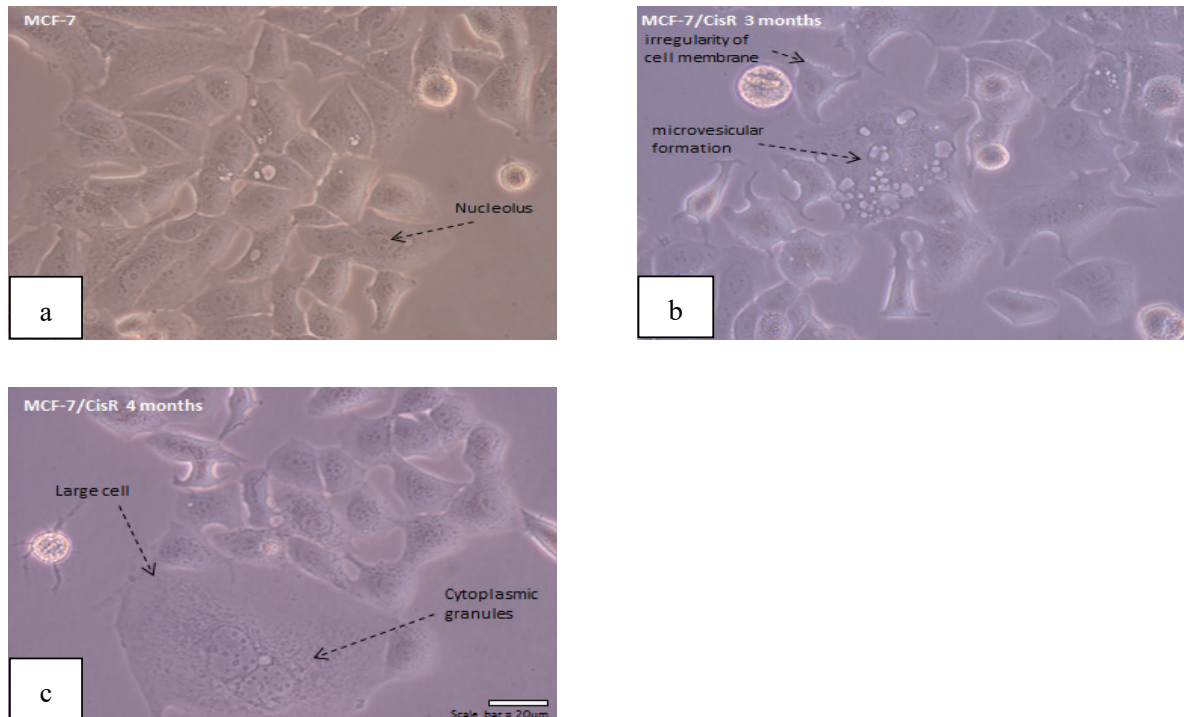 MCF-7
Nucleolus
a
MCF-7/CisR 3 months
irregularity of
cell membrane
microvesicular
formation
b
MCF-7/CisR 4 months
Large cell
Cytoplasmic
granules
Scale bar = 20µm
c